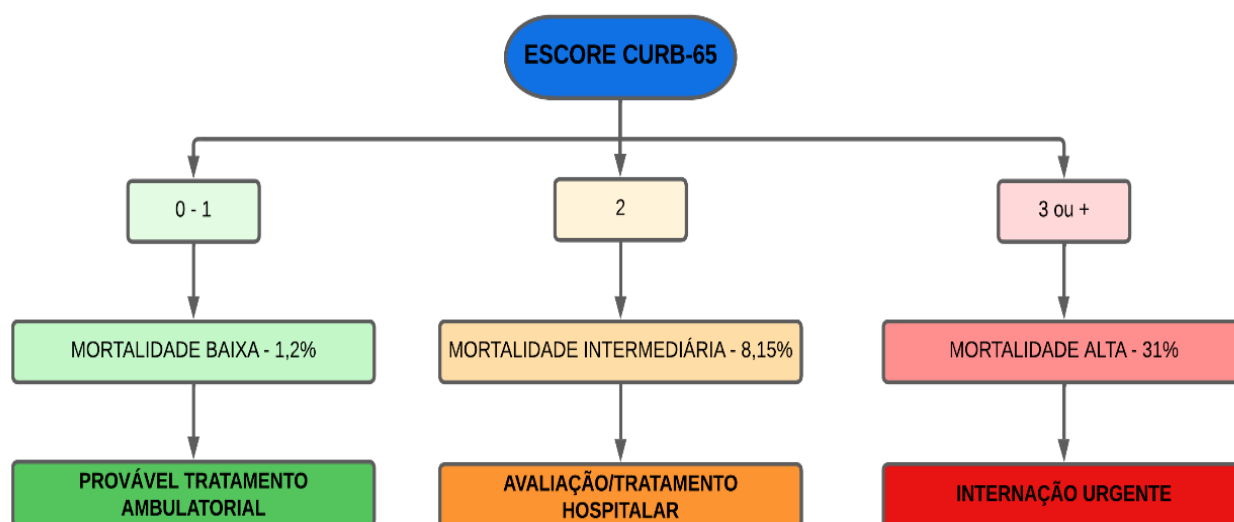 ESCORE CURB-65
0 - 1
2
3 ou +
MORTALIDADE BAIXA - 1,2%
MORTALIDADE INTERMEDIÁRIA - 8,15%
MORTALIDADE ALTA - 31%
PROVÁVEL TRATAMENTO
AMBULATORIAL
AVALIAÇÃO/TRATAMENTO
HOSPITALAR
INTERNAÇÃO URGENTE